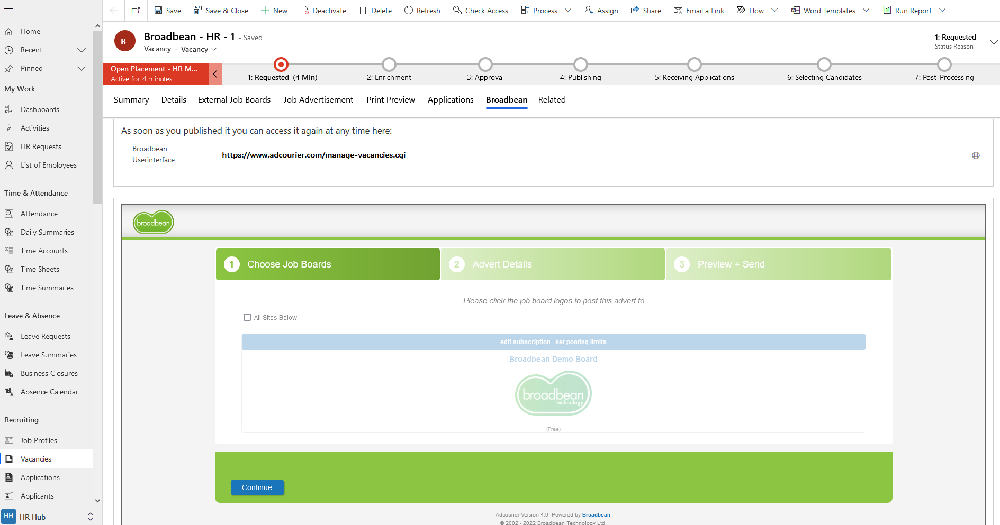 Save
Save & Close
New
Deactivate
Delete
Refresh
Check Access
Process
Assign
Share
Email a Link
Flow
Word Templates
Run Report
Home
Recent
Pinned
My Work
Dashboards
Activities
HR Requests
List of Employees
Time & Attendance
Attendance
Daily Summaries
Time Accounts
Time Sheets
Time Summaries
Leave & Absence
Leave Requests
Leave Summaries
Business Closures
Absence Calendar
Recruiting
Job Profiles
Vacancies
Applications
Applicants
HH HR Hub
B-
Broadbean - HR - 1 - Saved
Vacancy · Vacancy
1: Requested
Status Reason
Open Placement - HR M...
Active for 4 minutes
1: Requested (4 Min)
2: Enrichment
3: Approval
4: Publishing
5: Receiving Applications
6: Selecting Candidates
7: Post-Processing
Summary
Details
External Job Boards
Job Advertisement
Print Preview
Applications
Broadbean
Related
As soon as you published it you can access it again at any time here:
Broadbean
Userinterface
https://www.adcourier.com/manage-vacancies.cgi
broadbean
1 Choose Job Boards
2 Advert Details
3 Preview + Send
Please click the job board logos to post this advert to
All Sites Below
edit subscription | set posting limits
Broadbean Demo Board
broadbean
technology
(Free)
Continue
Adcourier Version 4.0. Powered by Broadbean.
© 2002 - 2022 Broadbean Technology Ltd.